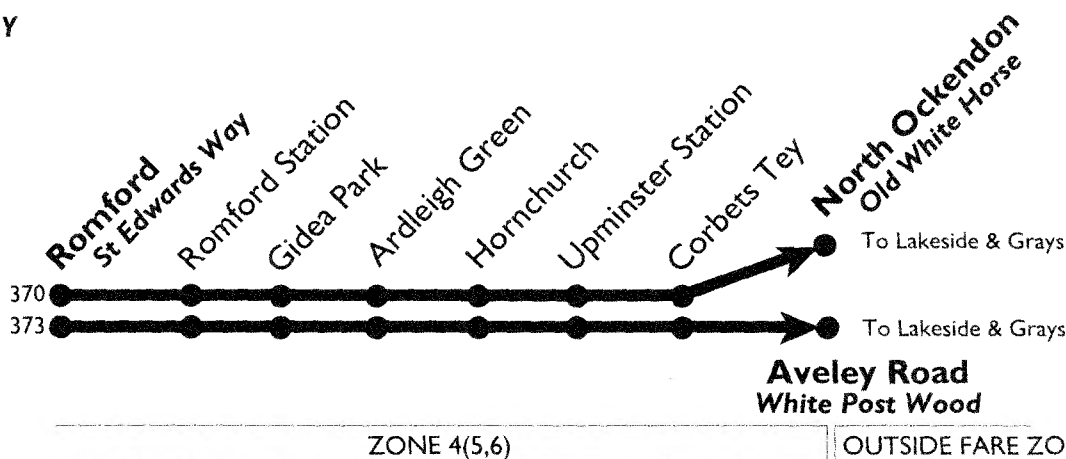 Y
Romford
St Edwards Way
Romford Station
Gidea Park
Ardleigh Green
Hornchurch
Upminster Station
Corbets Tey
North Ockendon
Old White Horse
370
To Lakeside & Grays
373
To Lakeside & Grays
Aveley Road
White Post Wood
ZONE 4(5,6)
OUTSIDE FARE ZO